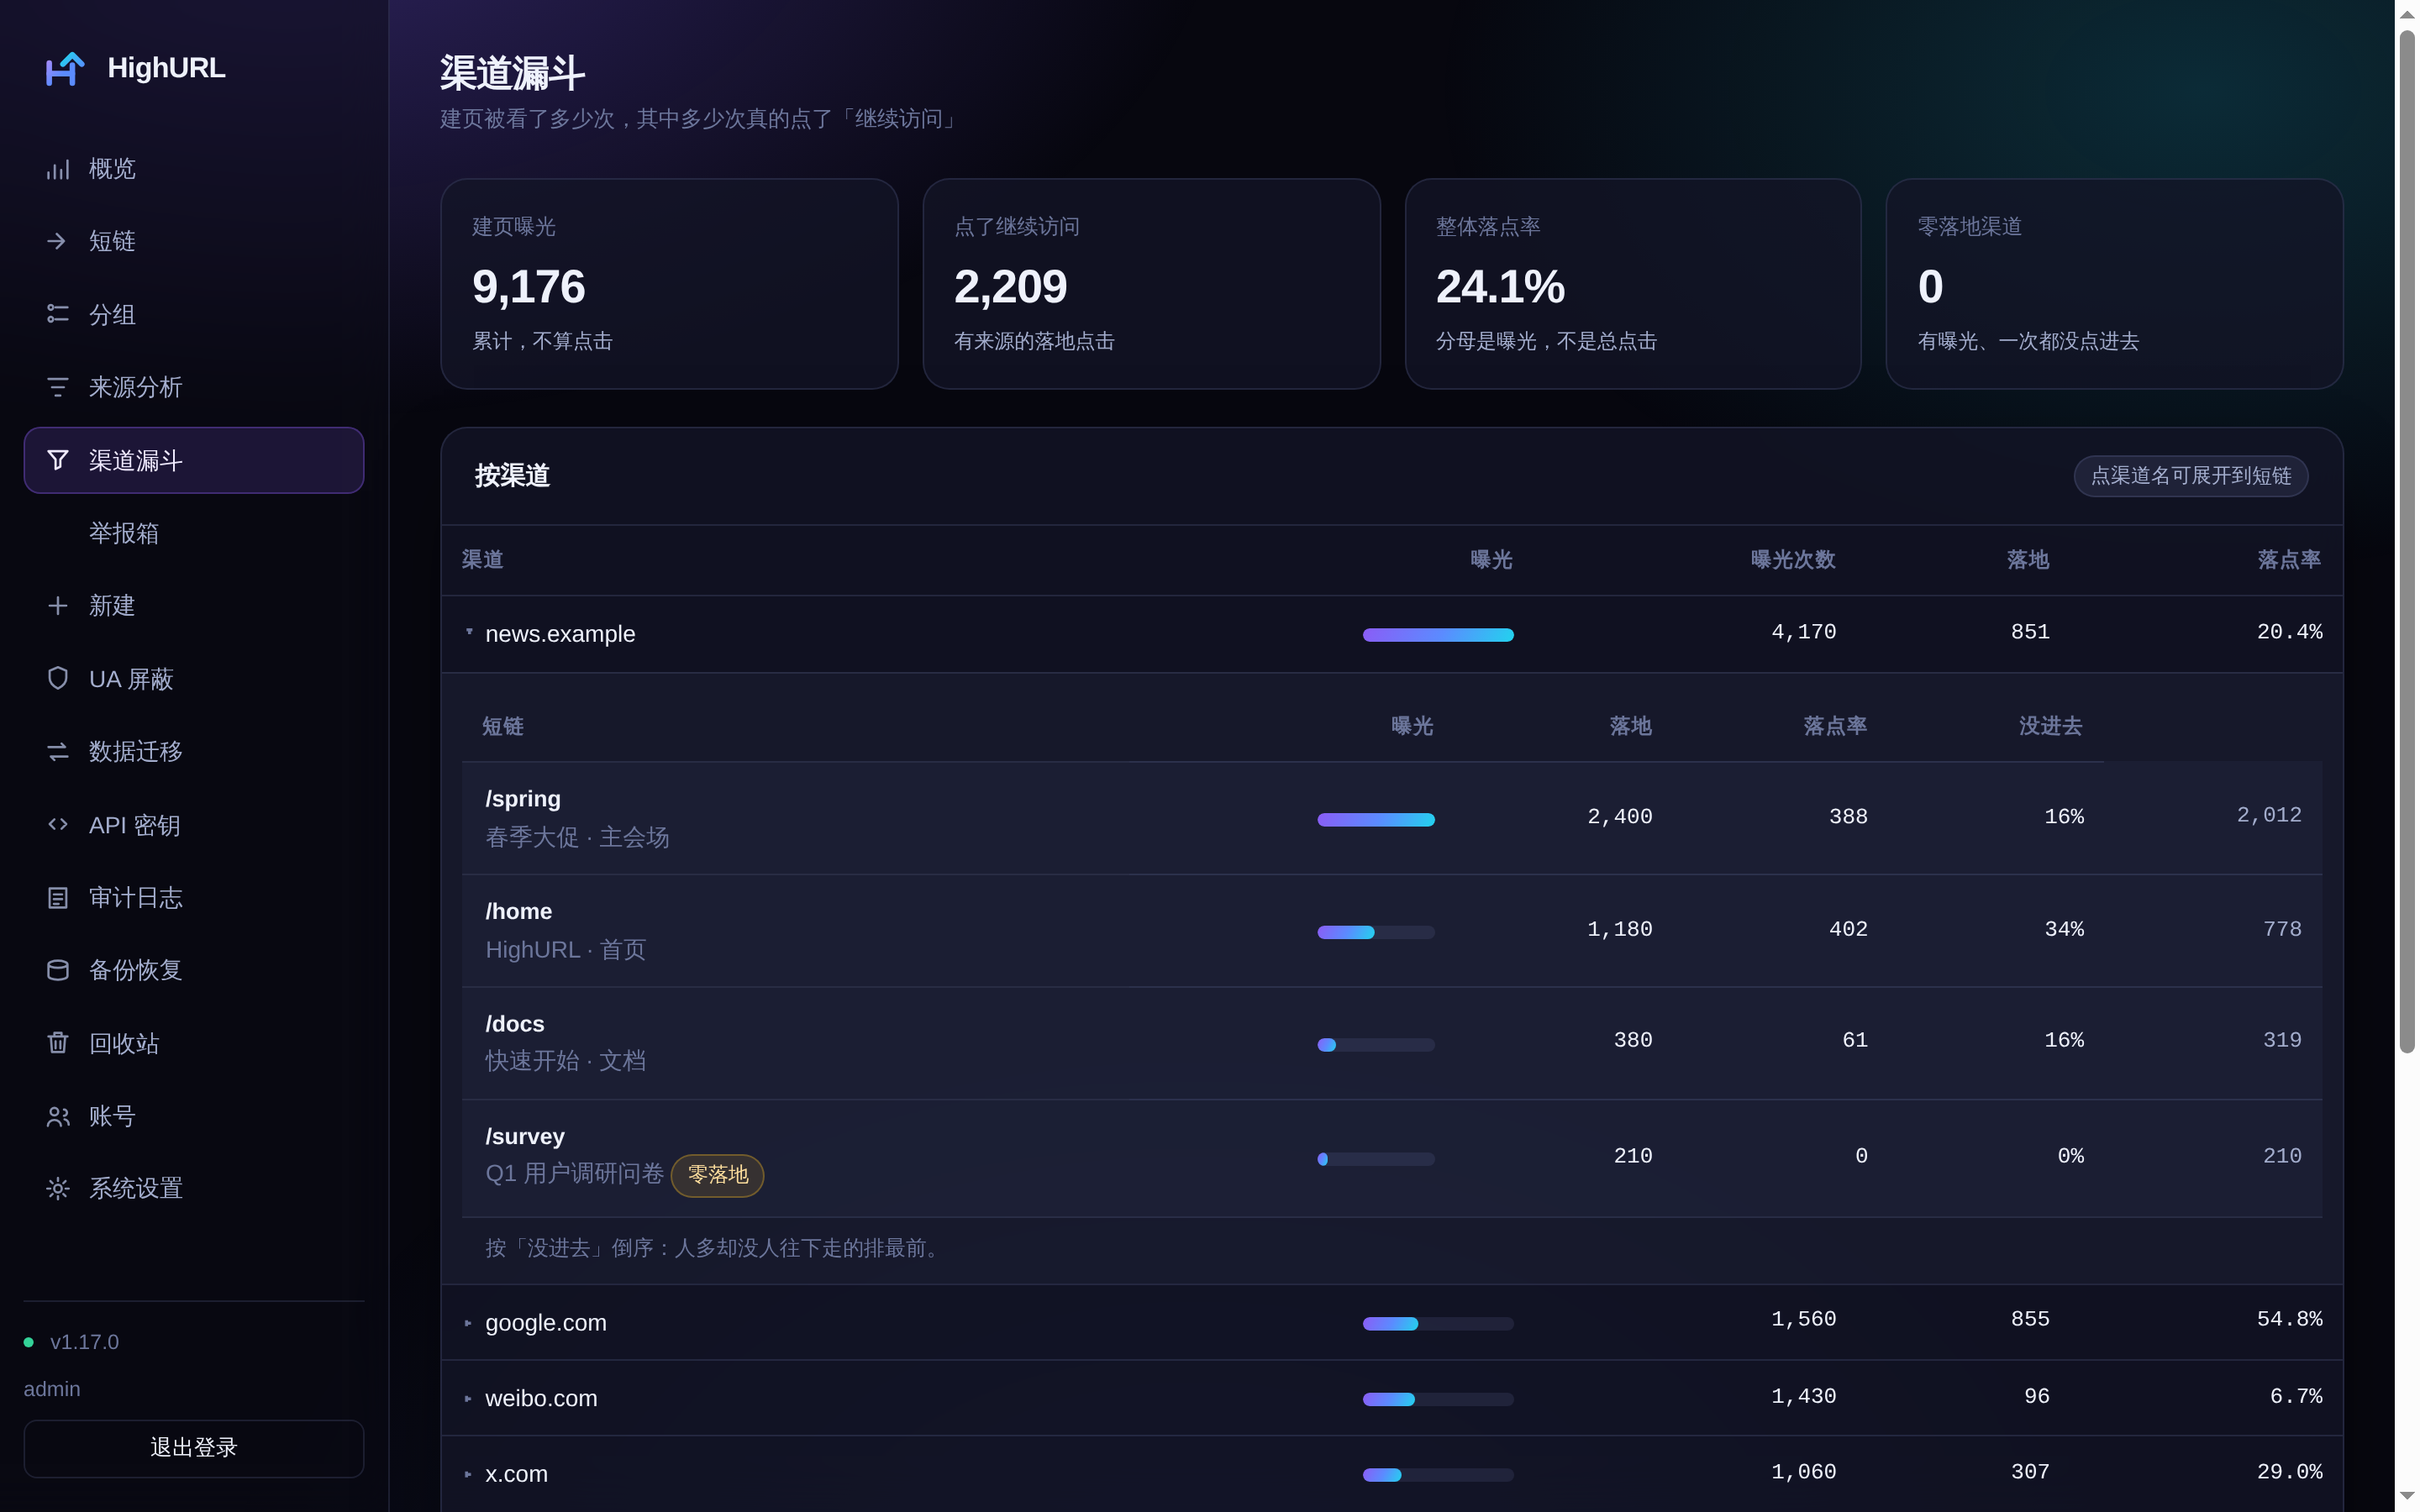 HighURL
概览
短链
分组
来源分析
渠道漏斗
举报箱
新建
UA 屏蔽
数据迁移
API 密钥
审计日志
备份恢复
回收站
账号
系统设置
v1.17.0
admin
退出登录
渠道漏斗
建页被看了多少次，其中多少次真的点了「继续访问」
建页曝光
9,176
累计，不算点击
点了继续访问
2,209
有来源的落地点击
整体落点率
24.1%
分母是曝光，不是总点击
零落地渠道
0
有曝光、一次都没点进去
按渠道 点渠道名可展开到短链
渠道 曝光 曝光次数 落地 落点率
news.example 4,170 851 20.4%
短链 曝光 落地 落点率 没进去
/spring
春季大促 · 主会场
2,400 388 16% 2,012
/home
HighURL · 首页
1,180 402 34% 778
/docs
快速开始 · 文档
380 61 16% 319
/survey
Q1 用户调研问卷 零落地
210 0 0% 210
按「没进去」倒序：人多却没人往下走的排最前。
google.com 1,560 855 54.8%
weibo.com 1,430 96 6.7%
x.com 1,060 307 29.0%